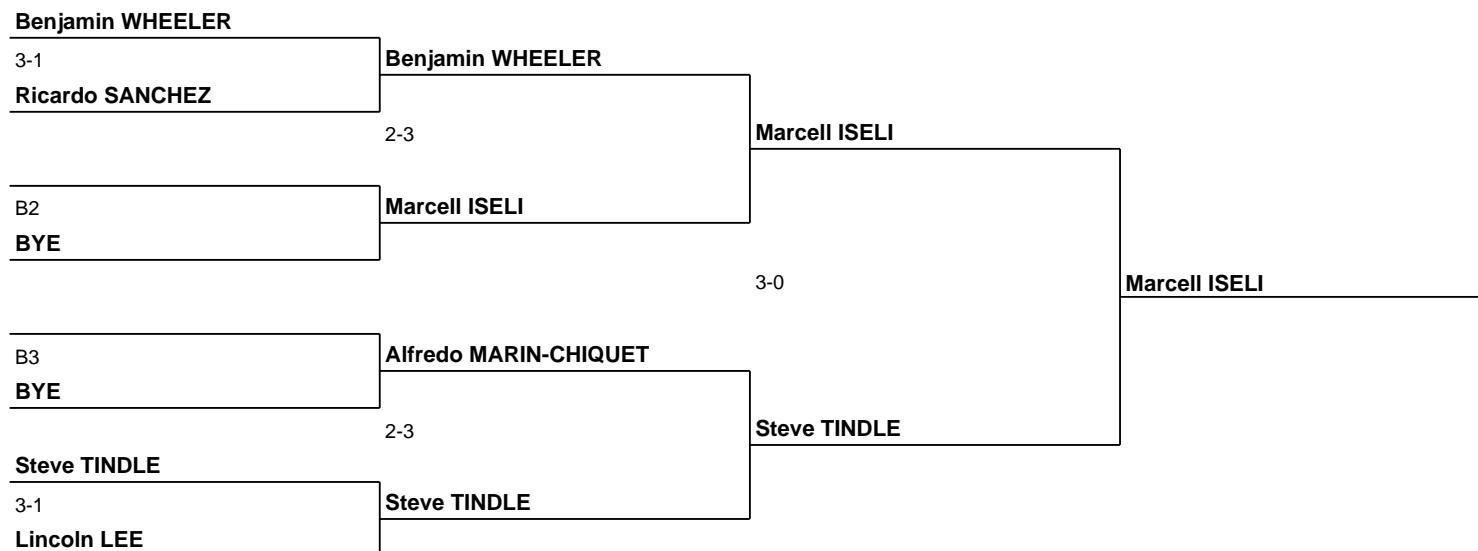 Benjamin WHEELER
3-1
Ricardo SANCHEZ
B2
BYE
B3
BYE
Steve TINDLE
3-1
Lincoln LEE
Benjamin WHEELER
2-3
Marcell ISELI
Alfredo MARIN-CHIQUET
2-3
Steve TINDLE
Marcell ISELI
3-0
Steve TINDLE
Marcell ISELI